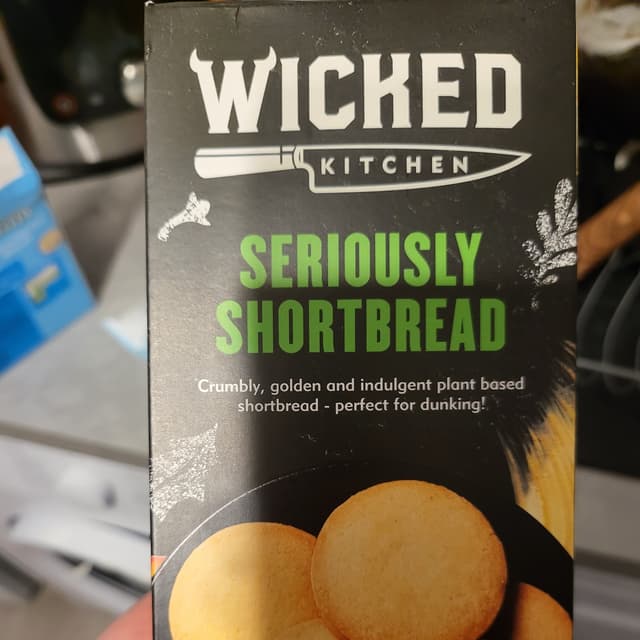 WICKED
KITCHEN
SERIOUSLY
SHORTBREAD
Crumbly, golden and indulgent plant based
shortbread - perfect for dunking!